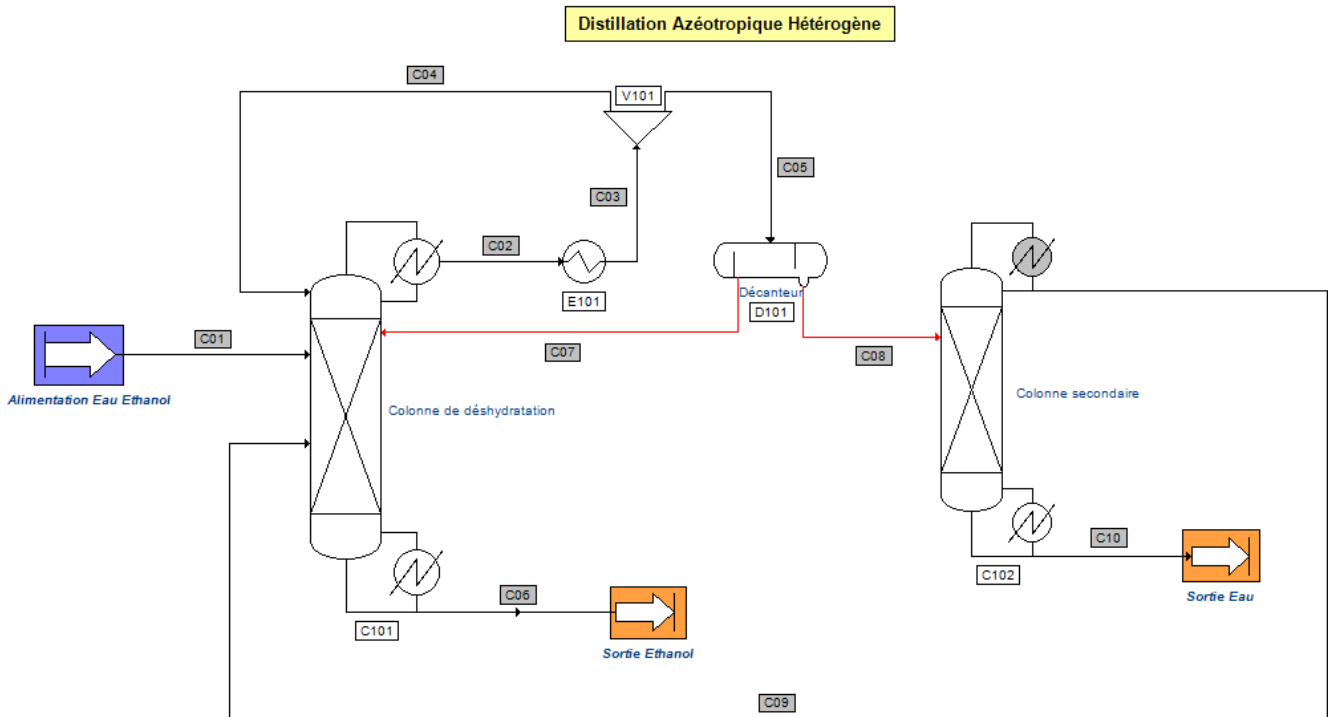 Distillation Azéotropique Hétérogène
C04
V101
C05
C03
C02
E101
Décanteur
D101
C01
C07
C08
Alimentation Eau Ethanol
Colonne de déshydratation
Colonne secondaire
C06
C101
Sortie Ethanol
C10
C102
Sortie Eau
C09